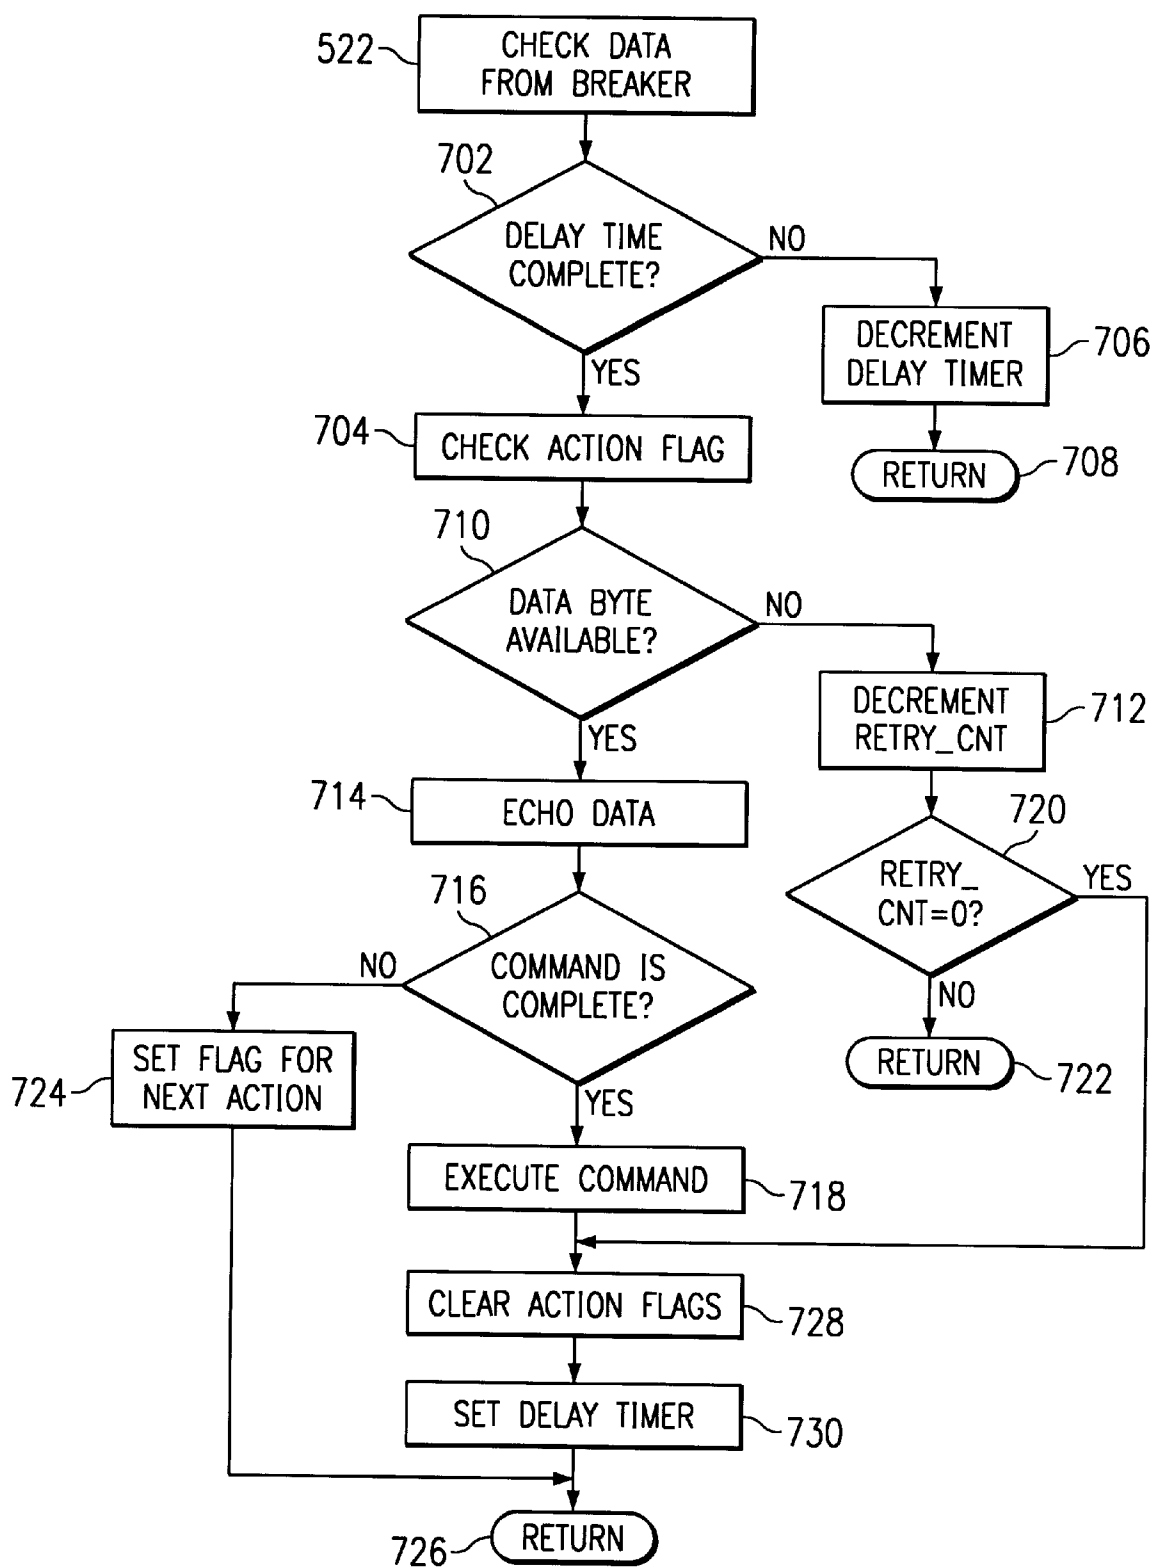 522
CHECK DATA
FROM BREAKER
702
DELAY TIME
COMPLETE?
NO
YES
DECREMENT
DELAY TIMER
706
704
CHECK ACTION FLAG
RETURN
708
710
DATA BYTE
AVAILABLE?
NO
YES
DECREMENT
RETRY_CNT
712
714
ECHO DATA
720
RETRY_
CNT=0?
YES
NO
716
COMMAND IS
COMPLETE?
NO
YES
RETURN
722
724
SET FLAG FOR
NEXT ACTION
EXECUTE COMMAND
718
CLEAR ACTION FLAGS
728
SET DELAY TIMER
730
726
RETURN